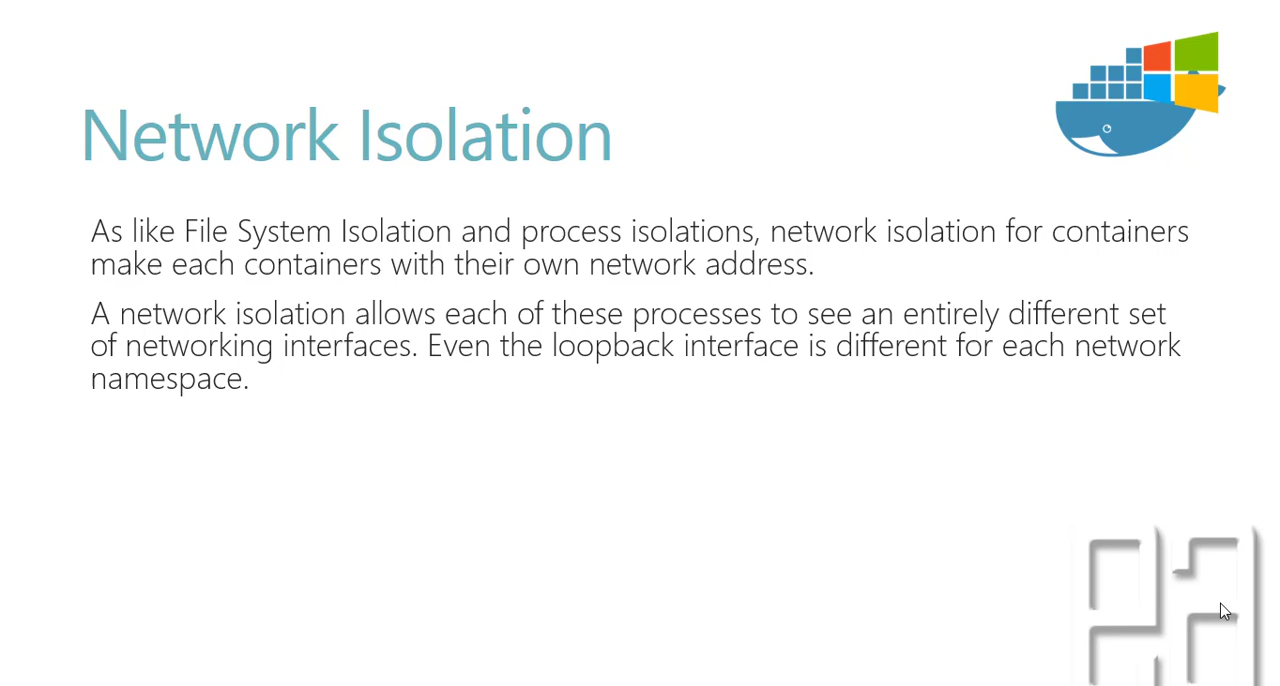 Network Isolation
As like File System Isolation and process isolations, network isolation for containers
make each containers with their own network address.
A network isolation allows each of these processes to see an entirely different set
of networking interfaces. Even the loopback interface is different for each network
namespace.